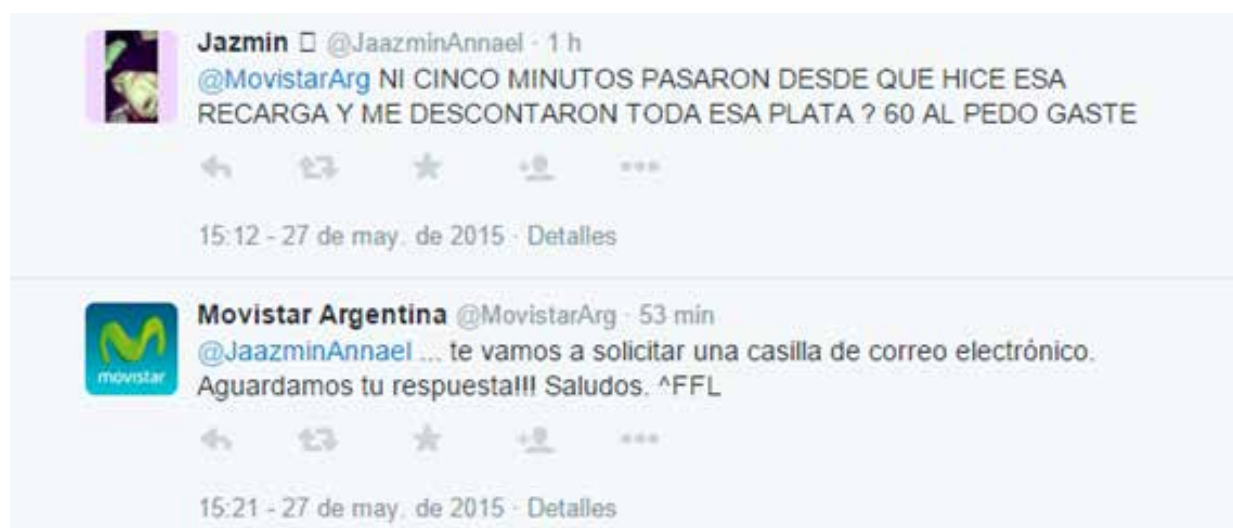 Jazmin @JaazminAnnael · 1 h
@MovistarArg NI CINCO MINUTOS PASARON DESDE QUE HICE ESA
RECARGA Y ME DESCONTARON TODA ESA PLATA ? 60 AL PEDO GASTE
15:12 - 27 de may. de 2015 · Detalles
Movistar Argentina @MovistarArg · 53 min
@JaazminAnnael ... te vamos a solicitar una casilla de correo electrónico.
movistar
Aguardamos tu respuesta!!! Saludos. ^FFL
15:21 - 27 de may. de 2015 · Detalles